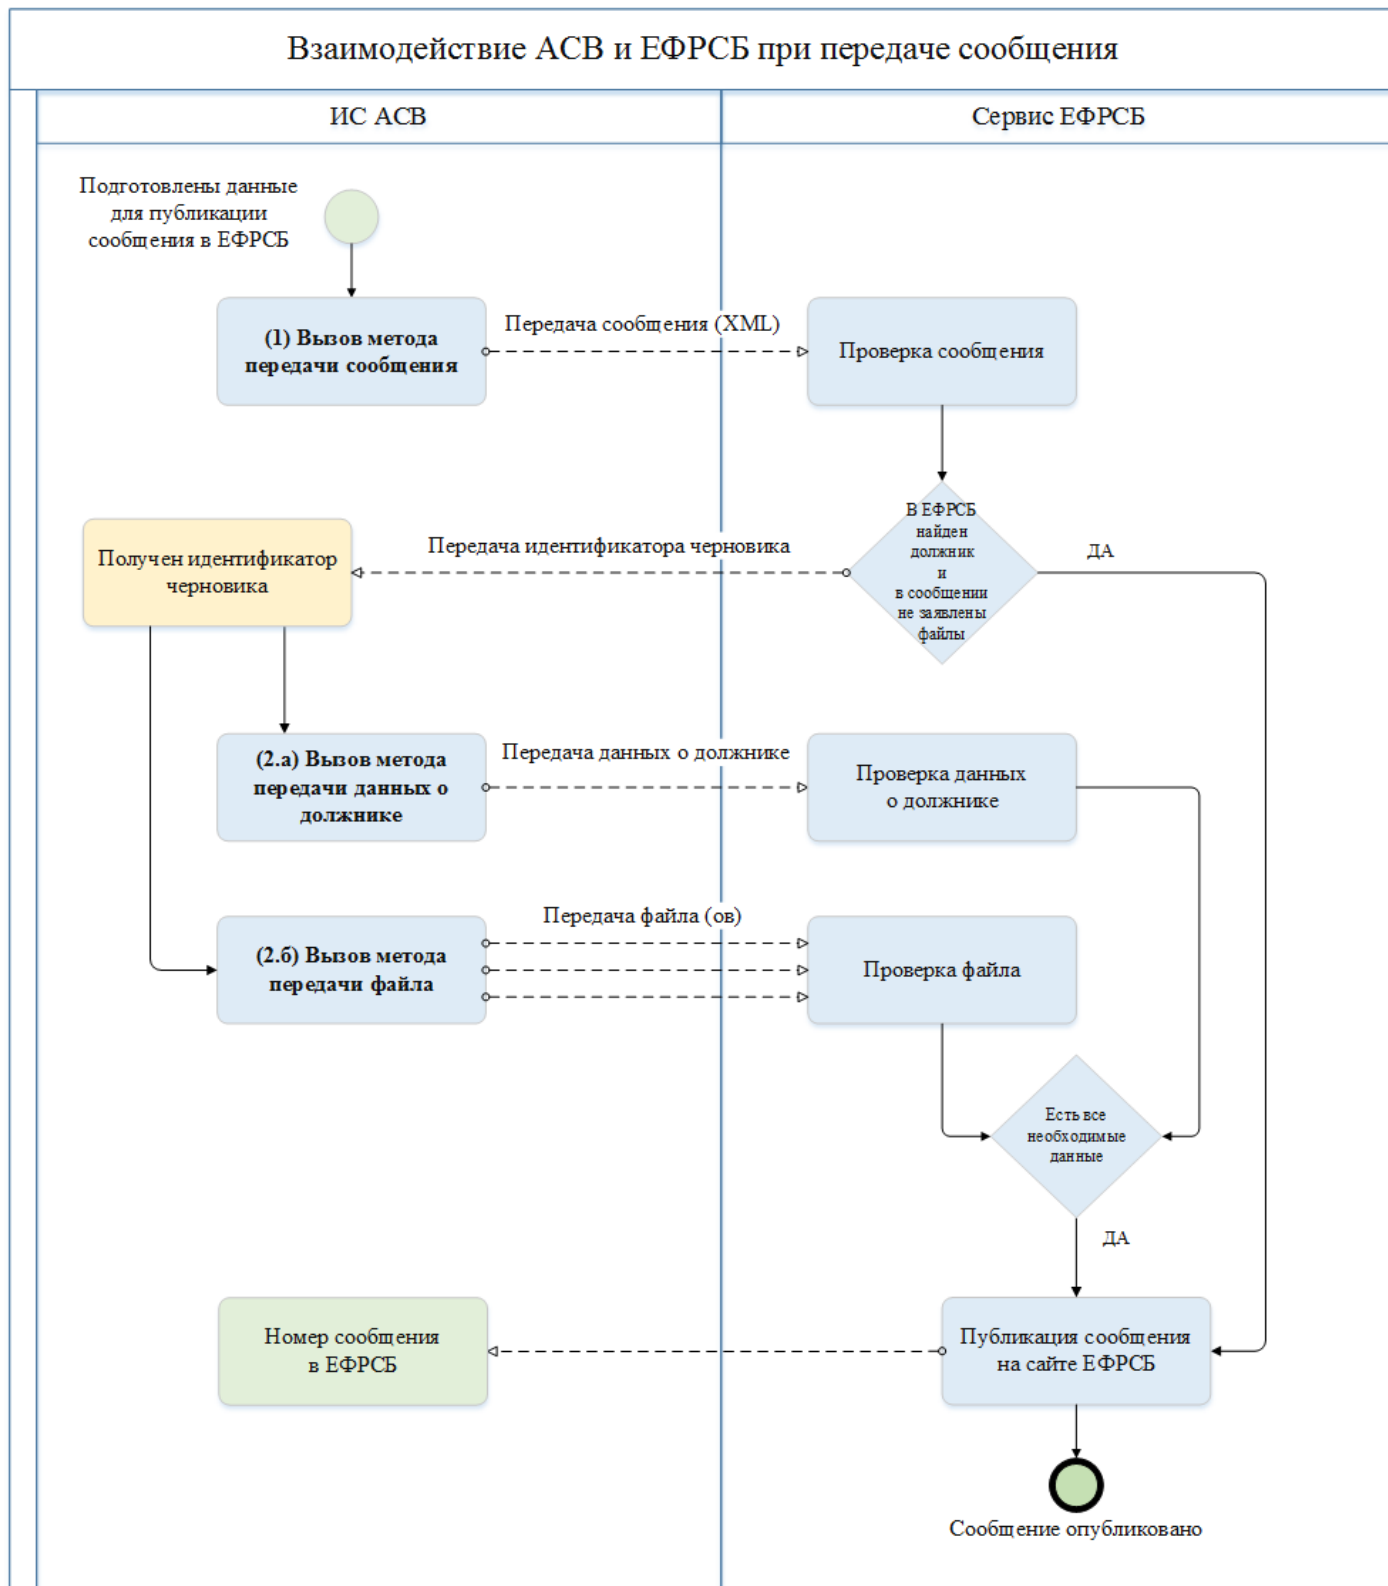 Взаимодействие АСВ и ЕФРСБ при передаче сообщения
ИС АСВ
Сервис ЕФРСБ
Подготовлены данные
для публикации
сообщения в ЕФРСБ
(1) Вызов метода
передачи сообщения
Передача сообщения (XML)
Проверка сообщения
В ЕФРСБ
найден
должник
и
в сообщении
не заявлены
файлы
ДА
Передача идентификатора черновика
Получен идентификатор
черновика
(2.а) Вызов метода
передачи данных о
должнике
Передача данных о должнике
Проверка данных
о должнике
(2.б) Вызов метода
передачи файла
Передача файла (ов)
Проверка файла
Есть все
необходимые
данные
ДА
Номер сообщения
в ЕФРСБ
Публикация сообщения
на сайте ЕФРСБ
Сообщение опубликовано